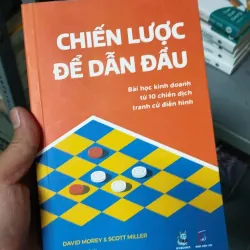 CHIẾN LƯỢC
ĐỂ DẪN ĐẦU
Bài học kinh doanh
từ 10 chiến dịch
tranh cử điển hình
DAVID MOREY & SCOTT MILLER